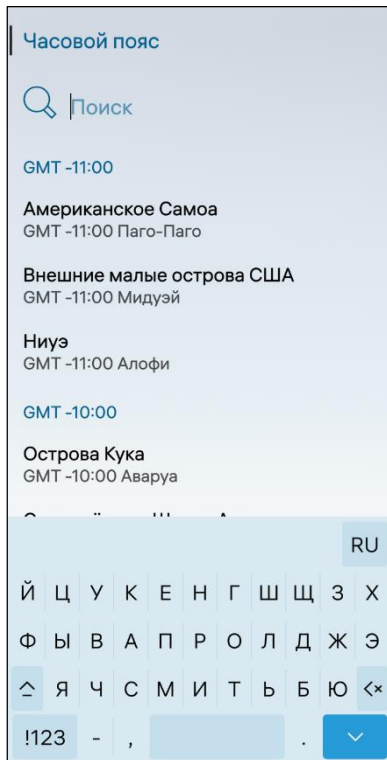 Часовой пояс
Поиск
GMT -11:00
Американское Самоа
GMT -11:00 Паго-Паго
Внешние малые острова США
GMT -11:00 Мидуэй
Ниуэ
GMT -11:00 Алофи
GMT -10:00
Острова Кука
GMT -10:00 Аваруа
RU
Й Ц У К Е Н Г Ш Щ З Х
Ф Ы В А П Р О Л Д Ж Э
Я Ч С М И Т Ь Б Ю
!123 - , .